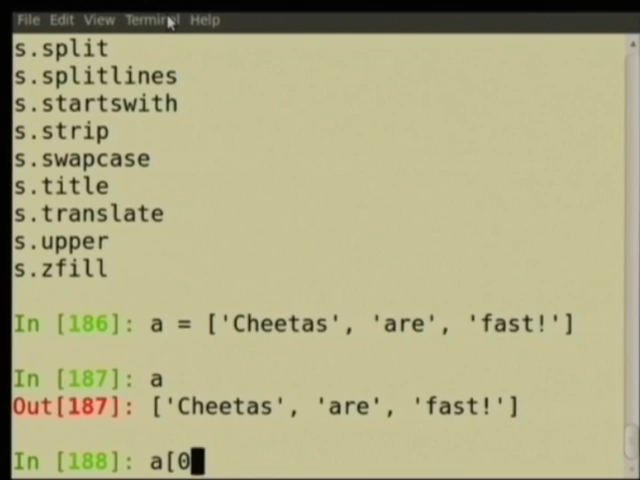 File Edit View Terminal Help
s.split
s.splitlines
s.startswith
s.strip
s.swapcase
s.title
s.translate
s.upper
s.zfill
In [186]: a = ['Cheetas', 'are', 'fast!']
In [187]: a
Out[187]: ['Cheetas', 'are', 'fast!']
In [188]: a[0